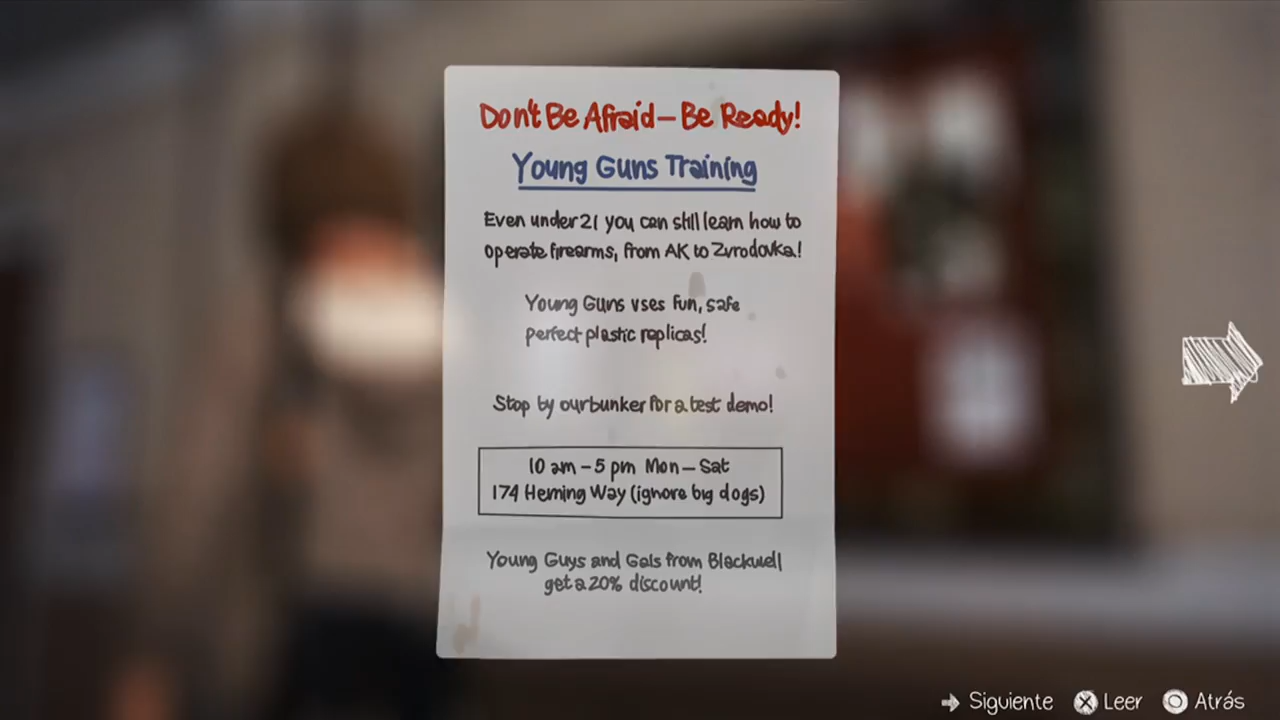 Don't Be Afraid — Be Ready!
Young Guns Training
Even under 21 you can still learn how to
operate firearms, from AK to Zvrodovka!
Young Guns uses fun, safe
perfect plastic replicas!
Stop by our bunker for a test demo!
10 am – 5 pm Mon – Sat
174 Heming Way (ignore big dogs)
Young Guys and Gals from Blackwell
get a 20% discount!
Siguiente
Leer
Atrás